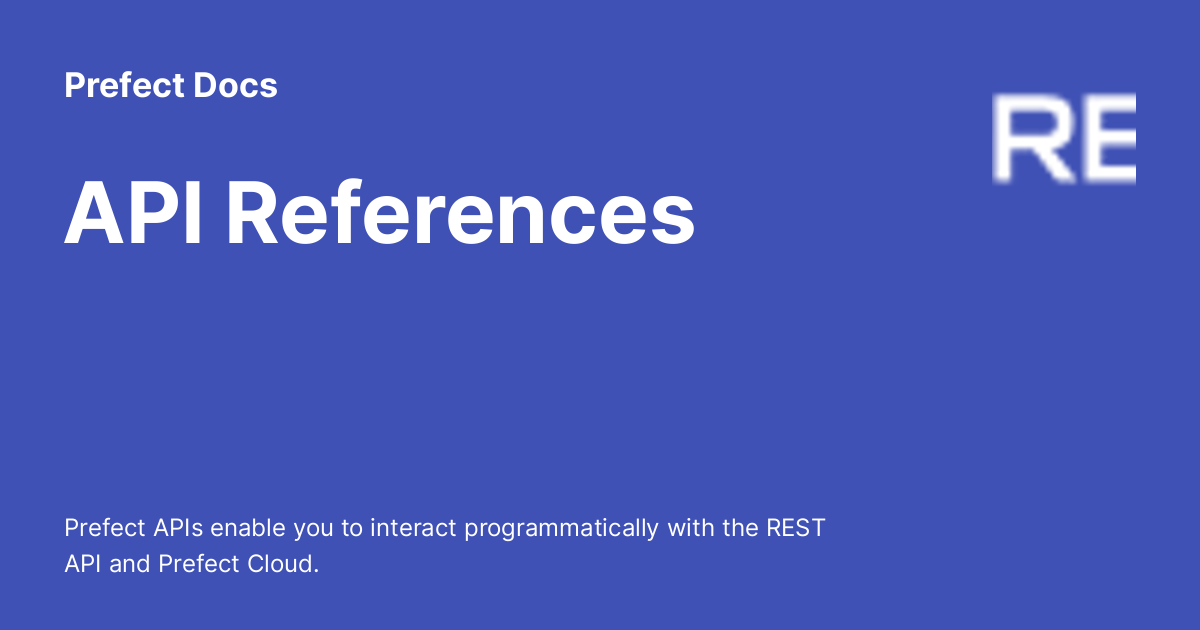 Prefect Docs
RE
API References
Prefect APIs enable you to interact programmatically with the REST
API and Prefect Cloud.